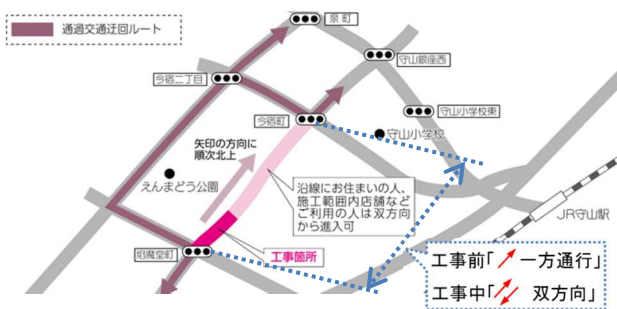 通過交通迂回ルート
泉町
守山銀座西
今宿二丁目
守山小学校東
今宿町
守山小学校
矢印の方向に
順次北上
えんまどう公園
沿線にお住まいの人、
施工範囲内店舗など
ご利用の人は双方向
から進入可
JR守山駅
焔魔堂町
工事箇所
工事前「 一方通行」
工事中「 双方向」